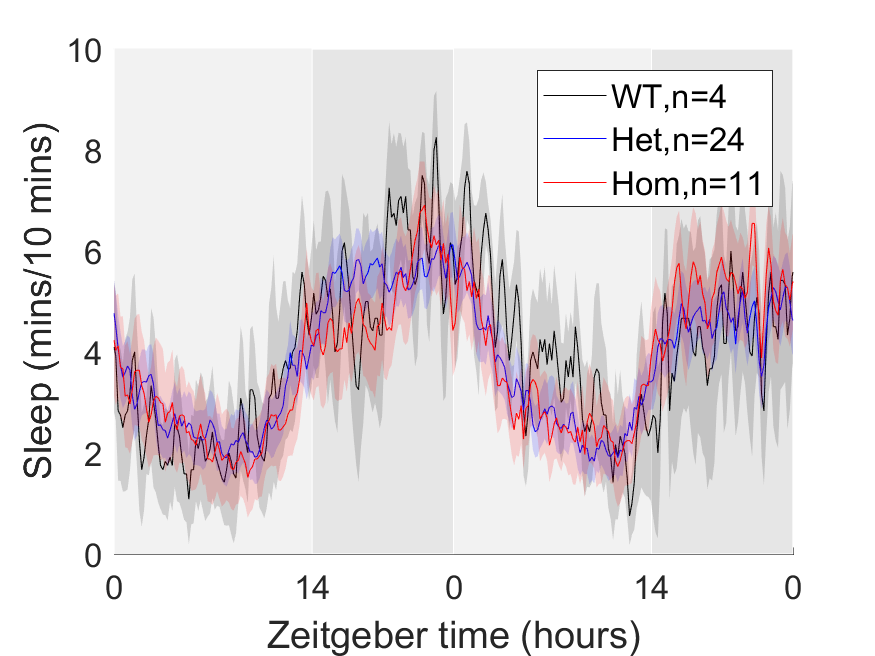 10
8
6
4
2
0
Sleep (mins/10 mins)
WT,n=4
Het,n=24
Hom,n=11
0 14 0 14 0
Zeitgeber time (hours)